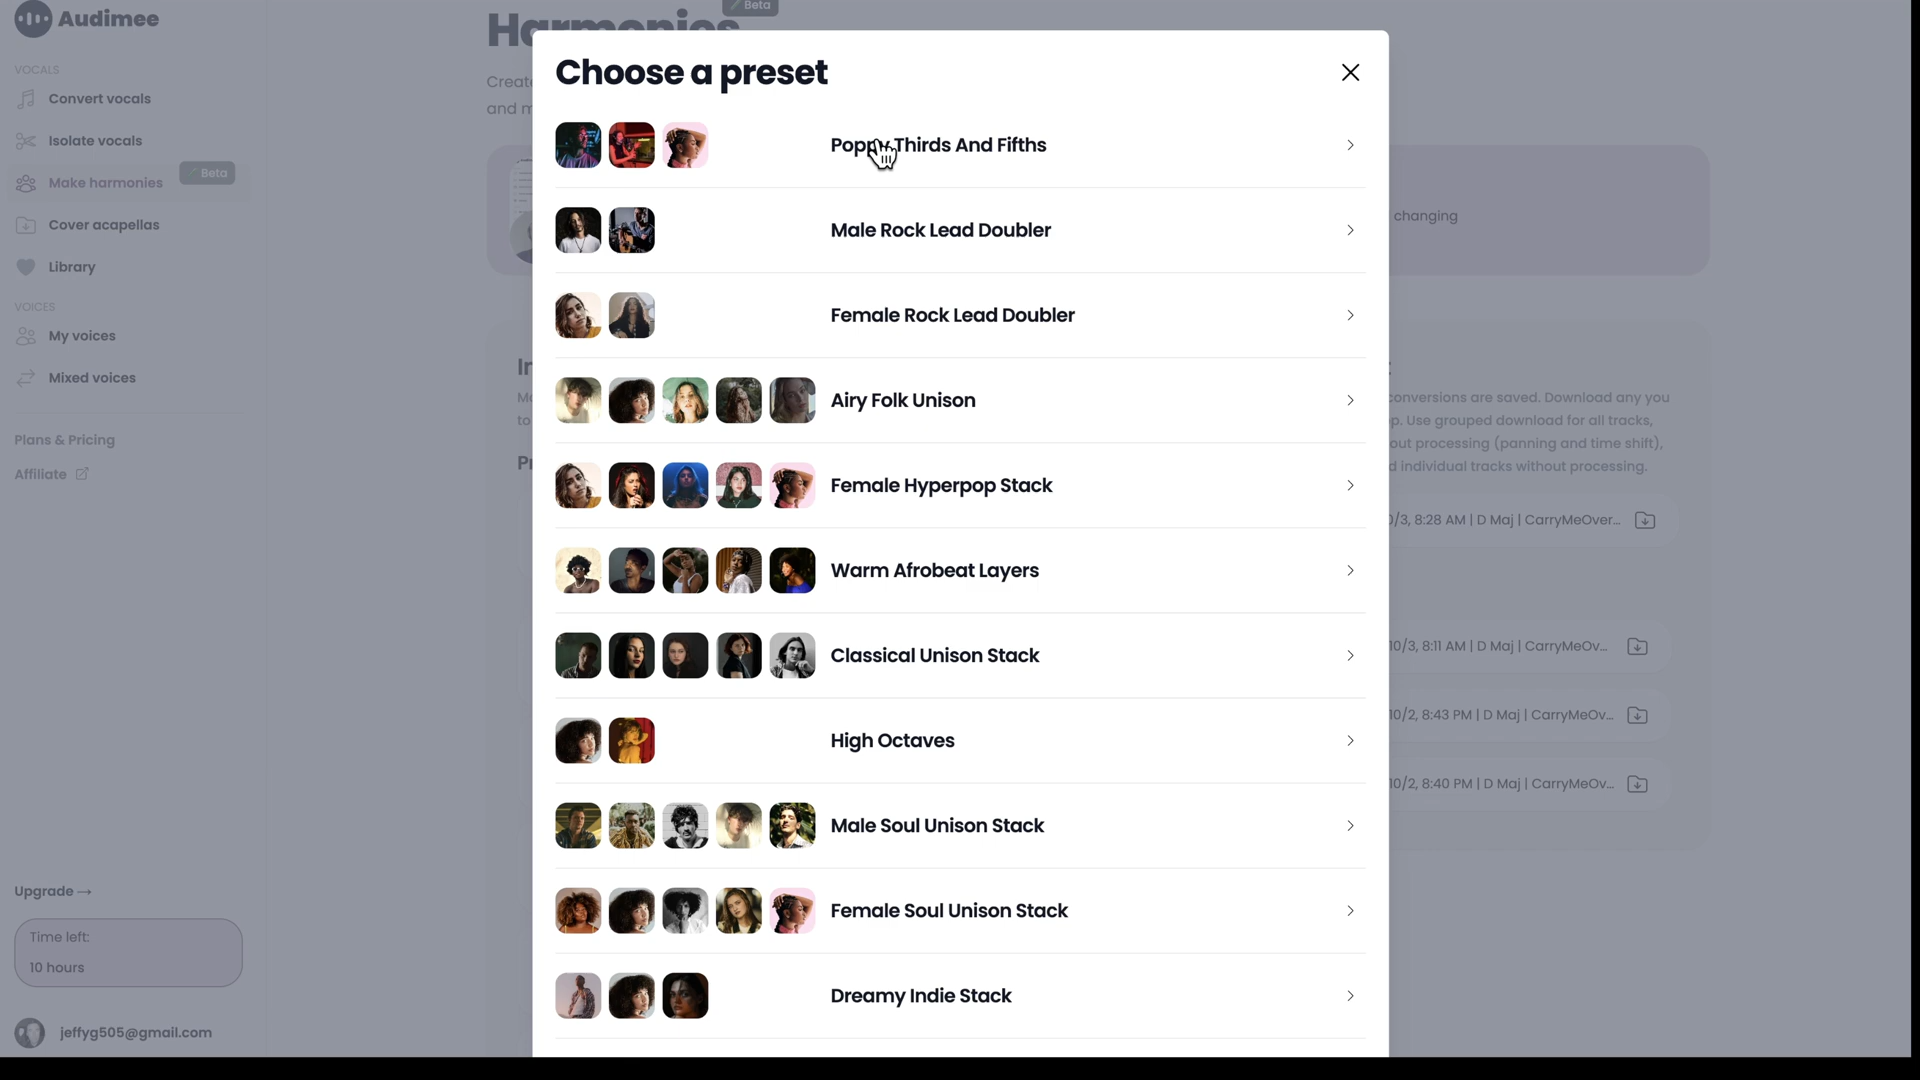 Audimee
Beta
Harmonies
VOCALS
Convert vocals
Isolate vocals
Make harmonies
Beta
Cover acapellas
Library
VOICES
My voices
Mixed voices
Plans & Pricing
Affiliate
Upgrade →
Time left:
10 hours
jeffyg505@gmail.com
Create
and m
Choose a preset
Poppy Thirds And Fifths
Male Rock Lead Doubler
Female Rock Lead Doubler
Airy Folk Unison
Female Hyperpop Stack
Warm Afrobeat Layers
Classical Unison Stack
High Octaves
Male Soul Unison Stack
Female Soul Unison Stack
Dreamy Indie Stack
changing
conversions are saved. Download any you
p. Use grouped download for all tracks,
out processing (panning and time shift),
d individual tracks without processing.
0/3, 8:28 AM | D Maj | CarryMeOver...
10/3, 8:11 AM | D Maj | CarryMeOv...
10/2, 8:43 PM | D Maj | CarryMeOv...
10/2, 8:40 PM | D Maj | CarryMeOv...